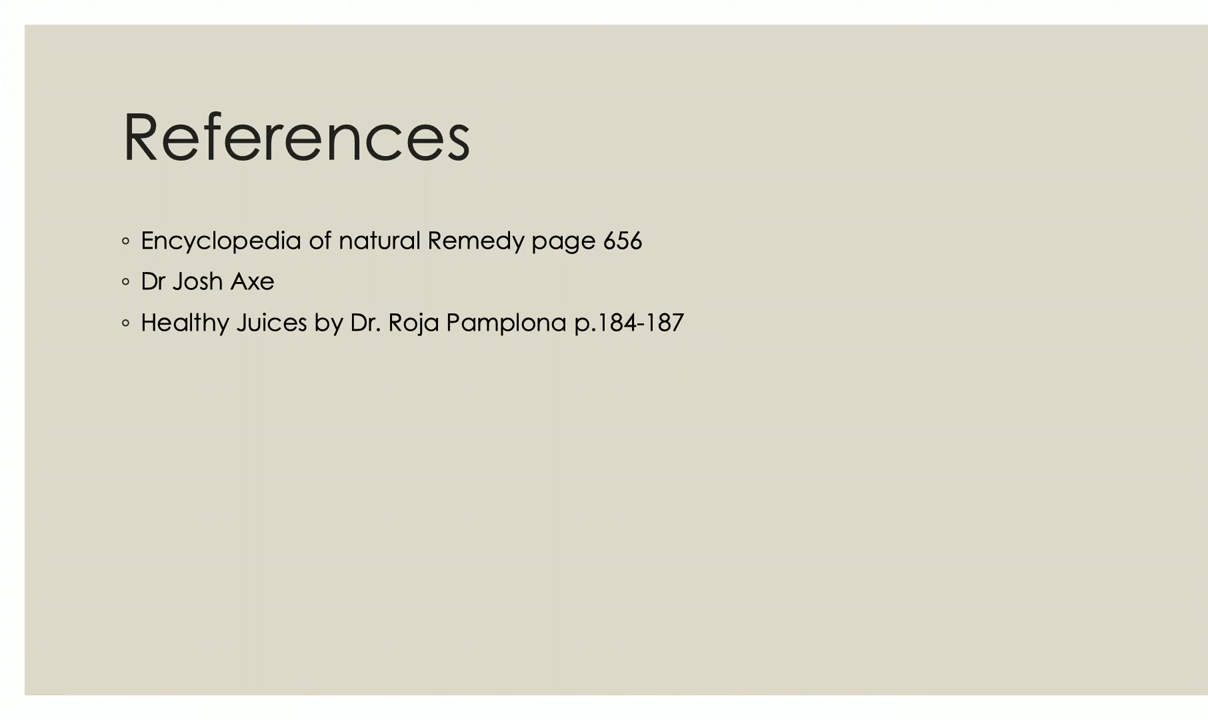 References
◦ Encyclopedia of natural Remedy page 656
◦ Dr Josh Axe
◦ Healthy Juices by Dr. Roja Pamplona p.184-187